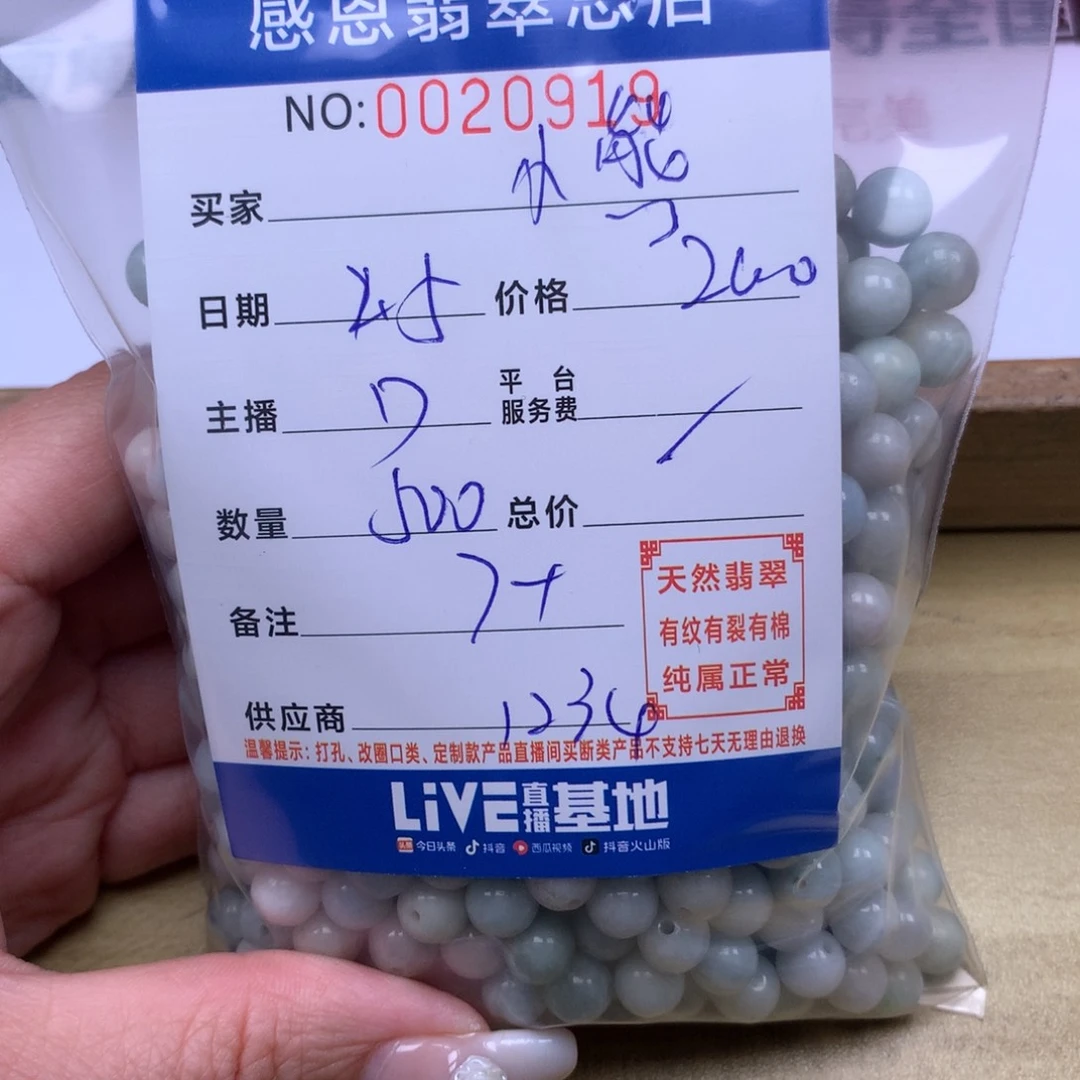 感恩翡翠感
NO:0020919
买家
日期 价格 260
主播 平台服务费 /
数量 500 总价
备注 7+
天然翡翠
有纹有裂有棉
纯属正常
供应商 1236
温馨提示:打孔、改圈口类、定制款产品直播间买断类产品不支持七天无理由退换
LiVE直播基地
头条 今日头条 抖音 西瓜视频 抖音火山版